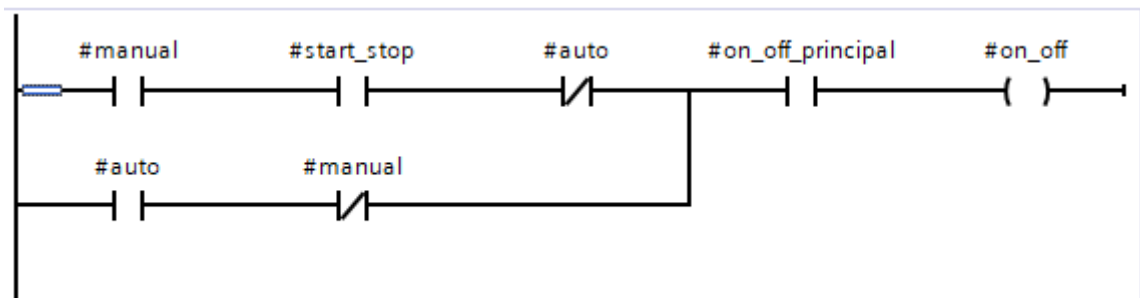 #manual #start_stop #auto #on_off_principal #on_off
#auto #manual